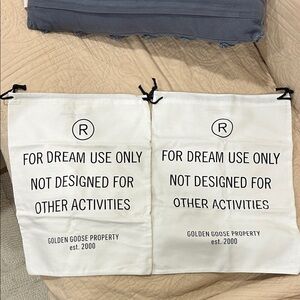 Ⓡ
FOR DREAM USE ONLY
NOT DESIGNED FOR
OTHER ACTIVITIES
GOLDEN GOOSE PROPERTY
est. 2000
Ⓡ
FOR DREAM USE ONLY
NOT DESIGNED FOR
OTHER ACTIVITIES
GOLDEN GOOSE PROPERTY
est. 2000